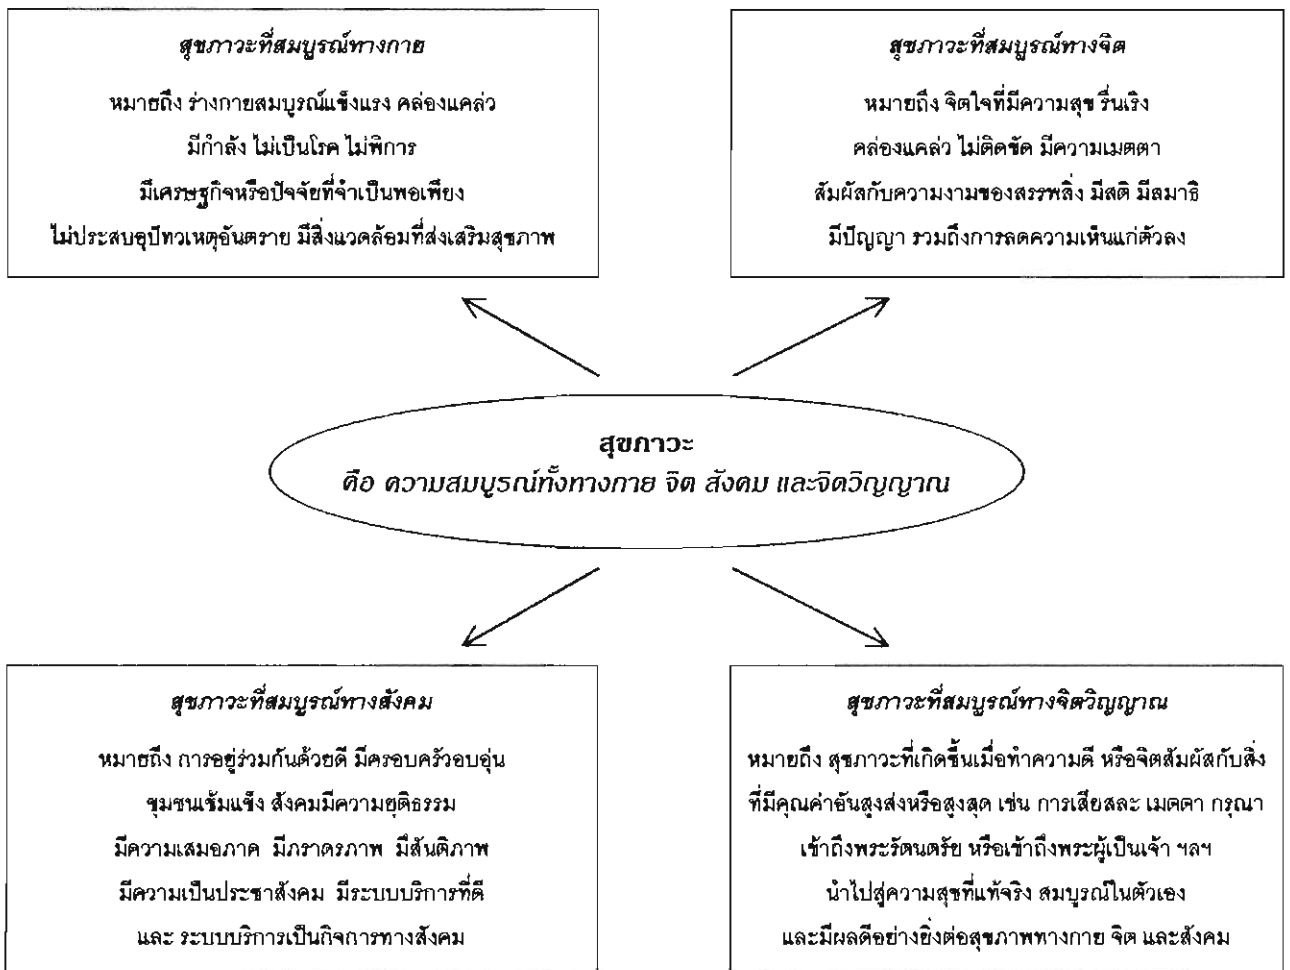 สุขภาวะที่สมบูรณ์ทางกาย
หมายถึง ร่างกายสมบูรณ์แข็งแรง คล่องแคล่ว
มีกำลัง ไม่เป็นโรค ไม่พิการ
มีเศรษฐกิจหรือปัจจัยที่จำเป็นพอเพียง
ไม่ประสบอุบัทวเหตุอันตราย มีสิ่งแวดล้อมที่ส่งเสริมสุขภาพ
สุขภาวะที่สมบูรณ์ทางจิต
หมายถึง จิตใจที่มีความสุข รื่นเริง
คล่องแคล่ว ไม่ติดขัด มีความเมตตา
สัมผัสกับความงามของสรรพสิ่ง มีสติ มีสมาธิ
มีปัญญา รวมถึงการลดความเห็นแก่ตัวลง
สุขภาวะ
คือ ความสมบูรณ์ทั้งทางกาย จิต สังคม และจิตวิญญาณ
สุขภาวะที่สมบูรณ์ทางสังคม
หมายถึง การอยู่ร่วมกันด้วยดี มีครอบครัวอบอุ่น
ชุมชนเข้มแข็ง สังคมมีความยุติธรรม
มีความเสมอภาค มีภราดรภาพ มีสันติภาพ
มีความเป็นประชาสังคม มีระบบบริการที่ดี
และ ระบบบริการเป็นกิจการทางสังคม
สุขภาวะที่สมบูรณ์ทางจิตวิญญาณ
หมายถึง สุขภาวะที่เกิดขึ้นเมื่อทำความดี หรือจิตสัมผัสกับสิ่ง
ที่มีคุณค่าอันสูงส่งหรือสูงสุด เช่น การเสียสละ เมตตา กรุณา
เข้าถึงพระรัตนตรัย หรือเข้าถึงพระผู้เป็นเจ้า ฯลฯ
นำไปสู่ความสุขที่แท้จริง สมบูรณ์ในตัวเอง
และมีผลดีอย่างยิ่งต่อสุขภาพทางกาย จิต และสังคม